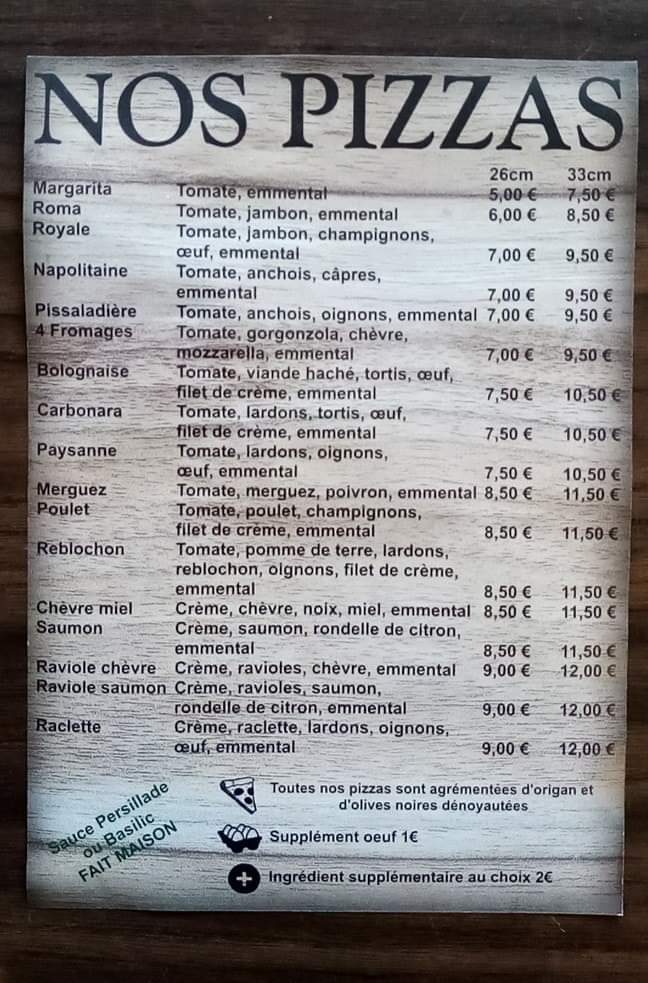 NOS PIZZAS
26cm 33cm
Margarita Tomate, emmental 5,00 € 7,50 €
Roma Tomate, jambon, emmental 6,00 € 8,50 €
Royale Tomate, jambon, champignons,
œuf, emmental 7,00 € 9,50 €
Napolitaine Tomate, anchois, câpres,
emmental 7,00 € 9,50 €
Pissaladière Tomate, anchois, oignons, emmental 7,00 € 9,50 €
4 Fromages Tomate, gorgonzola, chèvre,
mozzarella, emmental 7,00 € 9,50 €
Bolognaise Tomate, viande haché, tortis, œuf,
filet de crème, emmental 7,50 € 10,50 €
Carbonara Tomate, lardons, tortis, œuf,
filet de crème, emmental 7,50 € 10,50 €
Paysanne Tomate, lardons, oignons,
œuf, emmental 7,50 € 10,50 €
Merguez Tomate, merguez, poivron, emmental 8,50 € 11,50 €
Poulet Tomate, poulet, champignons,
filet de crème, emmental 8,50 € 11,50 €
Reblochon Tomate, pomme de terre, lardons,
reblochon, oignons, filet de crème,
emmental 8,50 € 11,50 €
Chèvre miel Crème, chèvre, noix, miel, emmental 8,50 € 11,50 €
Saumon Crème, saumon, rondelle de citron,
emmental 8,50 € 11,50 €
Raviole chèvre Crème, ravioles, chèvre, emmental 9,00 € 12,00 €
Raviole saumon Crème, ravioles, saumon,
rondelle de citron, emmental 9,00 € 12,00 €
Raclette Crème, raclette, lardons, oignons,
œuf, emmental 9,00 € 12,00 €
Sauce Persillade
ou Basilic
FAIT MAISON
Toutes nos pizzas sont agrémentées d'origan et
d'olives noires dénoyautées
Supplément oeuf 1€
Ingrédient supplémentaire au choix 2€